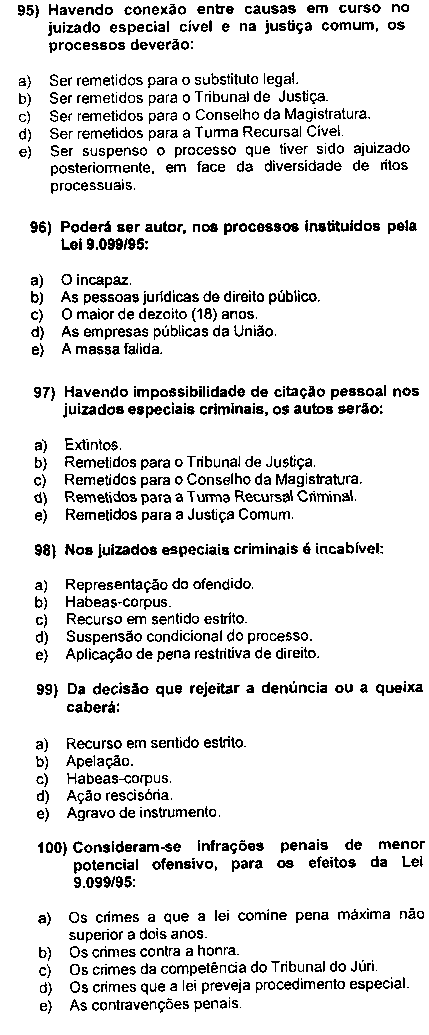 95) Havendo conexão entre causas em curso no
juizado especial cível e na justiça comum, os
processos deverão:
a) Ser remetidos para o substituto legal.
b) Ser remetidos para o Tribunal de Justiça.
c) Ser remetidos para o Conselho da Magistratura.
d) Ser remetidos para a Turma Recursal Cível.
e) Ser suspenso o processo que tiver sido ajuizado
posteriormente, em face da diversidade de ritos
processuais.
96) Poderá ser autor, nos processos instituídos pela
Lei 9.099/95:
a) O incapaz.
b) As pessoas jurídicas de direito público.
c) O maior de dezoito (18) anos.
d) As empresas públicas da União.
e) A massa falida.
97) Havendo impossibilidade de citação pessoal nos
juizados especiais criminais, os autos serão:
a) Extintos.
b) Remetidos para o Tribunal de Justiça.
c) Remetidos para o Conselho da Magistratura.
d) Remetidos para a Turma Recursal Criminal.
e) Remetidos para a Justiça Comum.
98) Nos juizados especiais criminais é incabível:
a) Representação do ofendido.
b) Habeas-corpus.
c) Recurso em sentido estrito.
d) Suspensão condicional do processo.
e) Aplicação de pena restritiva de direito.
99) Da decisão que rejeitar a denúncia ou a queixa
caberá:
a) Recurso em sentido estrito.
b) Apelação.
c) Habeas-corpus.
d) Ação rescisória.
e) Agravo de instrumento.
100) Consideram-se infrações penais de menor
potencial ofensivo, para os efeitos da Lei
9.099/95:
a) Os crimes a que a lei comine pena máxima não
superior a dois anos.
b) Os crimes contra a honra.
c) Os crimes da competência do Tribunal do Júri.
d) Os crimes que a lei preveja procedimento especial.
e) As contravenções penais.